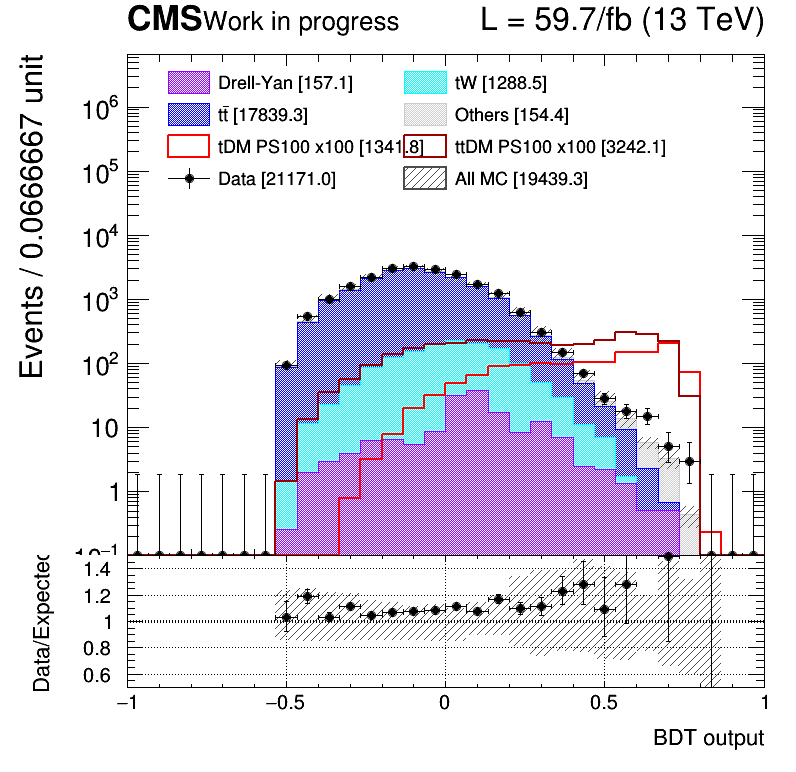 CMS Work in progress L = 59.7/fb (13 TeV)
Events / 0.0666667 unit
Drell-Yan [157.1] tW [1288.5]
tt̄ [17839.3] Others [154.4]
tDM PS100 x100 [1341.8] ttDM PS100 x100 [3242.1]
Data [21171.0] All MC [19439.3]
10⁶
10⁵
10⁴
10³
10²
10
1
10⁻¹
Data/Expected
1.4
1.2
1
0.8
0.6
−1 −0.5 0 0.5 1
BDT output